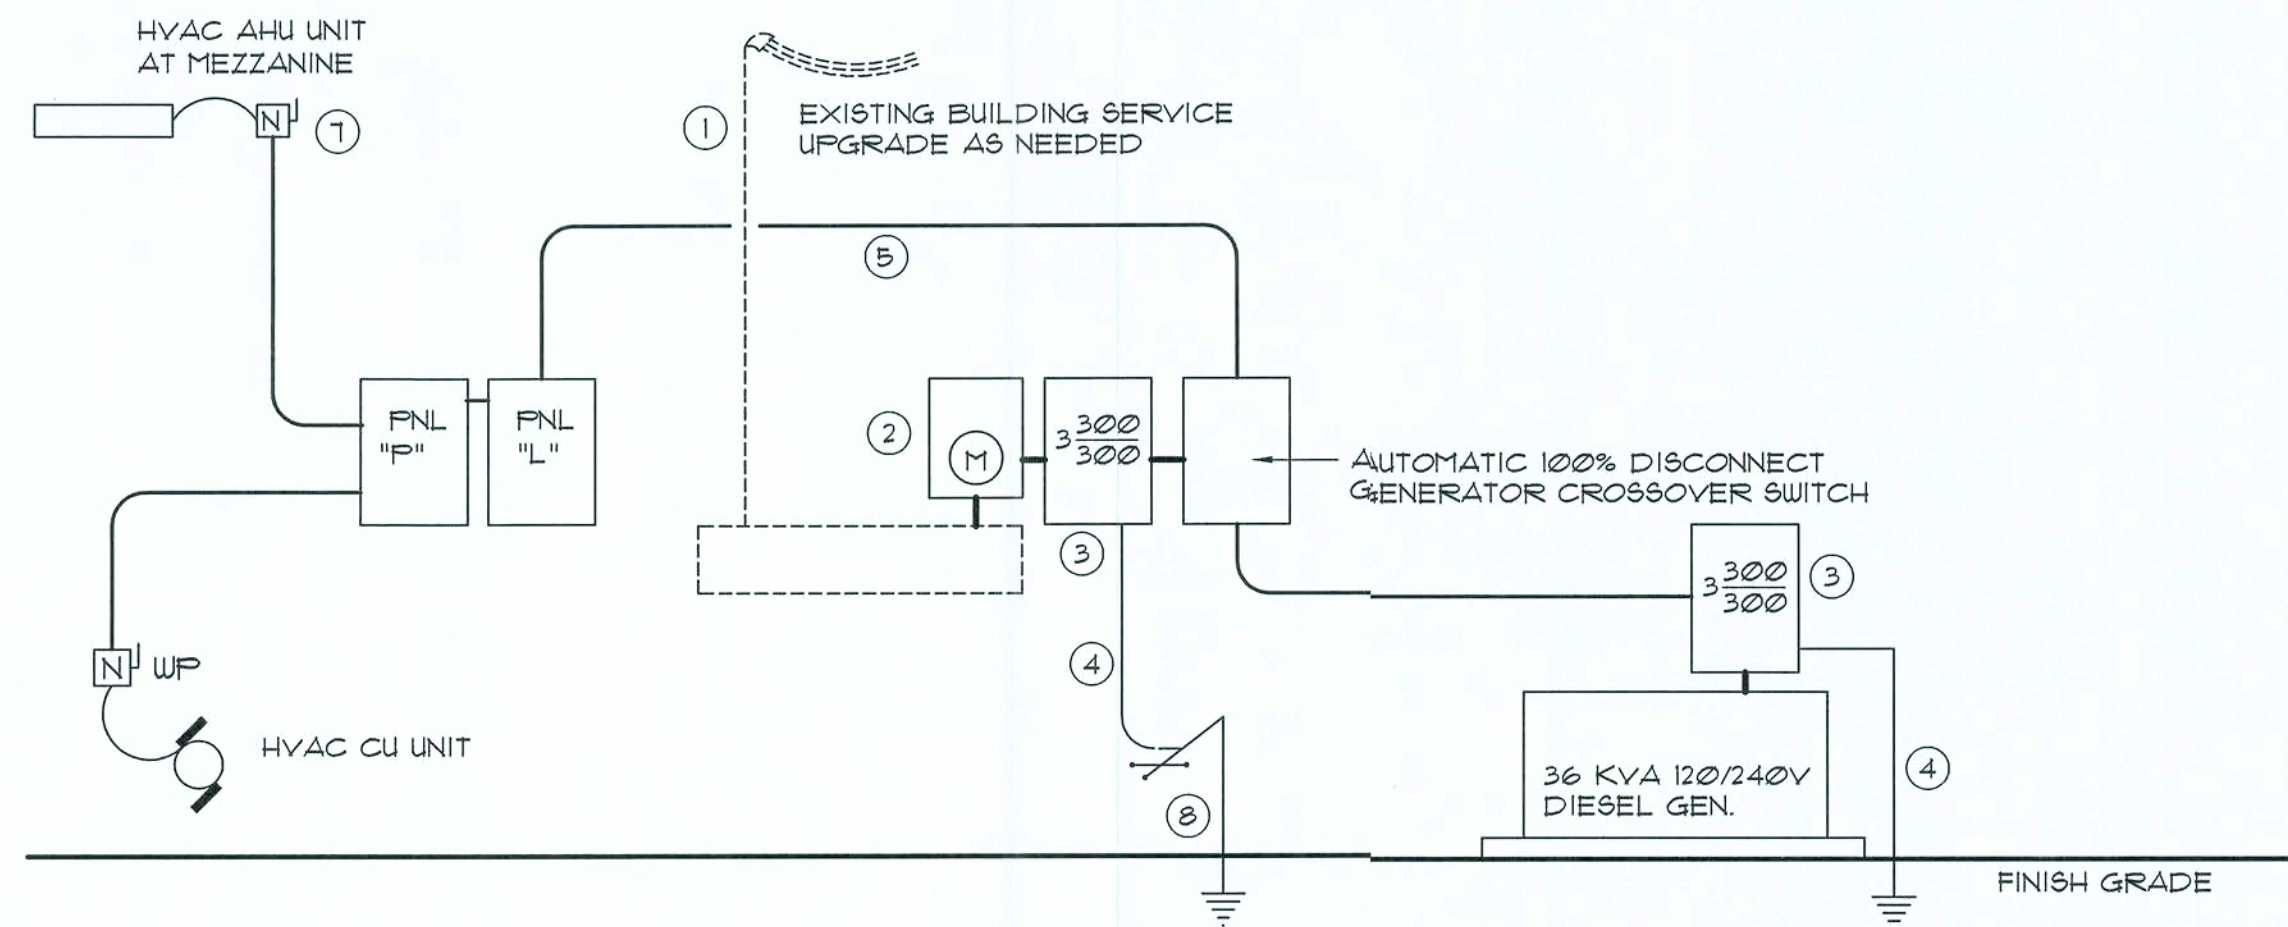 HVAC AHU UNIT
AT MEZZANINE
N
7
1
EXISTING BUILDING SERVICE
UPGRADE AS NEEDED
5
PNL
"P"
PNL
"L"
2
M
3 300
300
AUTOMATIC 100% DISCONNECT
GENERATOR CROSSOVER SWITCH
3
3 300
300
3
4
N WP
HVAC CU UNIT
8
36 KVA 120/240V
DIESEL GEN.
4
FINISH GRADE